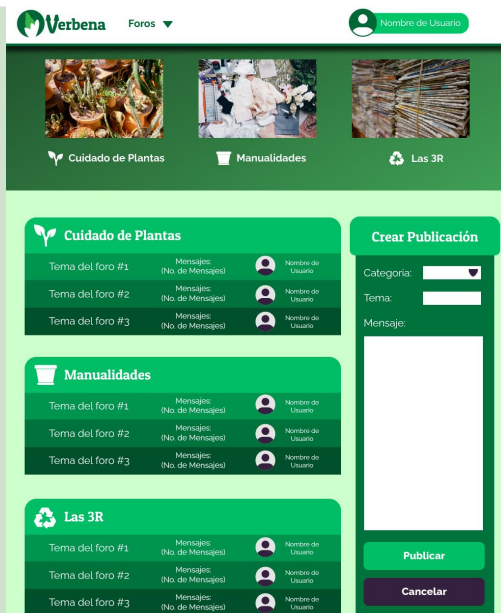 Verbena
Foros
Nombre de Usuario
Cuidado de Plantas
Manualidades
Las 3R
Cuidado de Plantas
Tema del foro #1
Mensajes:
(No. de Mensajes)
Nombre de
Usuario
Tema del foro #2
Mensajes:
(No. de Mensajes)
Nombre de
Usuario
Tema del foro #3
Mensajes:
(No. de Mensajes)
Nombre de
Usuario
Manualidades
Tema del foro #1
Mensajes:
(No. de Mensajes)
Nombre de
Usuario
Tema del foro #2
Mensajes:
(No. de Mensajes)
Nombre de
Usuario
Tema del foro #3
Mensajes:
(No. de Mensajes)
Nombre de
Usuario
Las 3R
Tema del foro #1
Mensajes:
(No. de Mensajes)
Nombre de
Usuario
Tema del foro #2
Mensajes:
(No. de Mensajes)
Nombre de
Usuario
Tema del foro #3
Mensajes:
(No. de Mensajes)
Nombre de
Usuario
Crear Publicación
Categoria:
Tema:
Mensaje:
Publicar
Cancelar